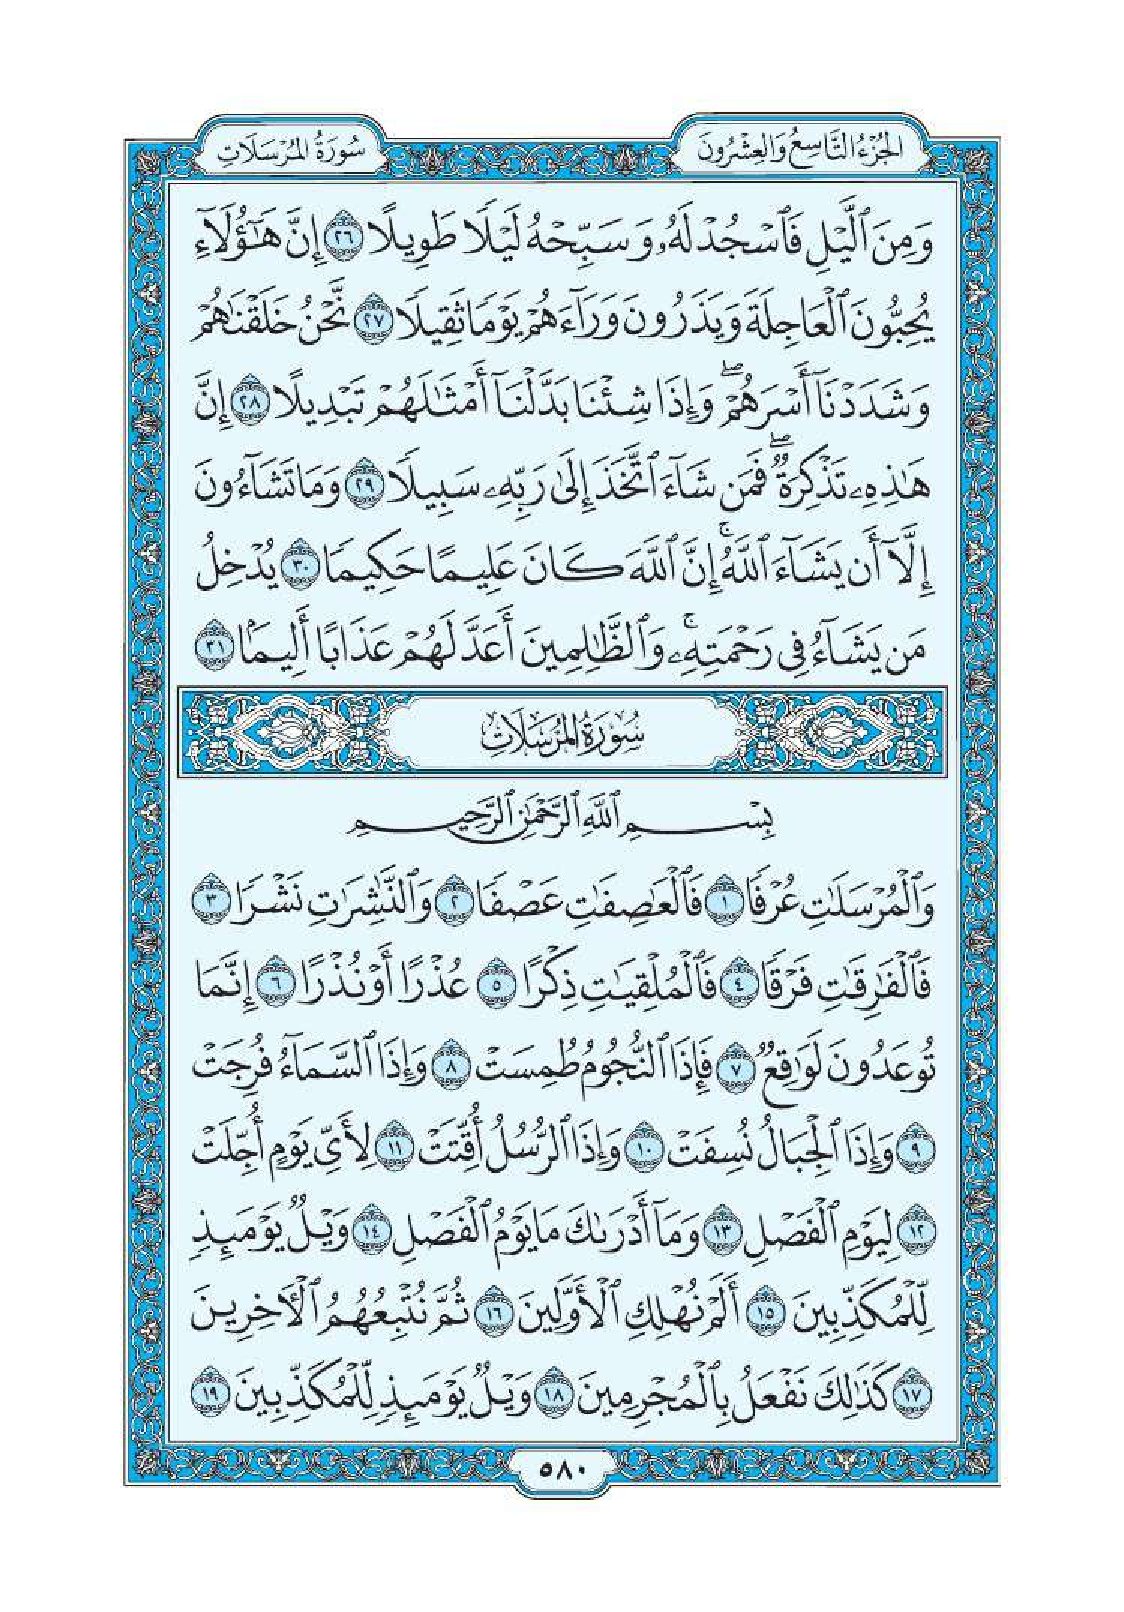 الجُزْءُ التَّاسِعُ وَالعِشْرُونَ
سُورَةُ المُرْسَلَاتِ
وَمِنَ ٱلَّيْلِ فَٱسْجُدْ لَهُۥ وَسَبِّحْهُ لَيْلًا طَوِيلًا ٢٦ إِنَّ هَٰٓؤُلَآءِ
يُحِبُّونَ ٱلْعَاجِلَةَ وَيَذَرُونَ وَرَآءَهُمْ يَوْمًا ثَقِيلًا ٢٧ نَّحْنُ خَلَقْنَٰهُمْ
وَشَدَدْنَآ أَسْرَهُمْ ۖ وَإِذَا شِئْنَا بَدَّلْنَآ أَمْثَٰلَهُمْ تَبْدِيلًا ٢٨ إِنَّ
هَٰذِهِۦ تَذْكِرَةٌ ۖ فَمَن شَآءَ ٱتَّخَذَ إِلَىٰ رَبِّهِۦ سَبِيلًا ٢٩ وَمَا تَشَآءُونَ
إِلَّآ أَن يَشَآءَ ٱللَّهُ ۚ إِنَّ ٱللَّهَ كَانَ عَلِيمًا حَكِيمًا ٣٠ يُدْخِلُ
مَن يَشَآءُ فِى رَحْمَتِهِۦ ۚ وَٱلظَّٰلِمِينَ أَعَدَّ لَهُمْ عَذَابًا أَلِيمًۢا ٣١
سُورَةُ المُرْسَلَاتِ
بِسْمِ ٱللَّهِ ٱلرَّحْمَٰنِ ٱلرَّحِيمِ
وَٱلْمُرْسَلَٰتِ عُرْفًا ١ فَٱلْعَٰصِفَٰتِ عَصْفًا ٢ وَٱلنَّٰشِرَٰتِ نَشْرًا ٣
فَٱلْفَٰرِقَٰتِ فَرْقًا ٤ فَٱلْمُلْقِيَٰتِ ذِكْرًا ٥ عُذْرًا أَوْ نُذْرًا ٦ إِنَّمَا
تُوعَدُونَ لَوَٰقِعٌ ٧ فَإِذَا ٱلنُّجُومُ طُمِسَتْ ٨ وَإِذَا ٱلسَّمَآءُ فُرِجَتْ
٩ وَإِذَا ٱلْجِبَالُ نُسِفَتْ ١٠ وَإِذَا ٱلرُّسُلُ أُقِّتَتْ ١١ لِأَىِّ يَوْمٍ أُجِّلَتْ
١٢ لِيَوْمِ ٱلْفَصْلِ ١٣ وَمَآ أَدْرَىٰكَ مَا يَوْمُ ٱلْفَصْلِ ١٤ وَيْلٌ يَوْمَئِذٍ
لِّلْمُكَذِّبِينَ ١٥ أَلَمْ نُهْلِكِ ٱلْأَوَّلِينَ ١٦ ثُمَّ نُتْبِعُهُمُ ٱلْءَاخِرِينَ
١٧ كَذَٰلِكَ نَفْعَلُ بِٱلْمُجْرِمِينَ ١٨ وَيْلٌ يَوْمَئِذٍ لِّلْمُكَذِّبِينَ ١٩
٥٨٠